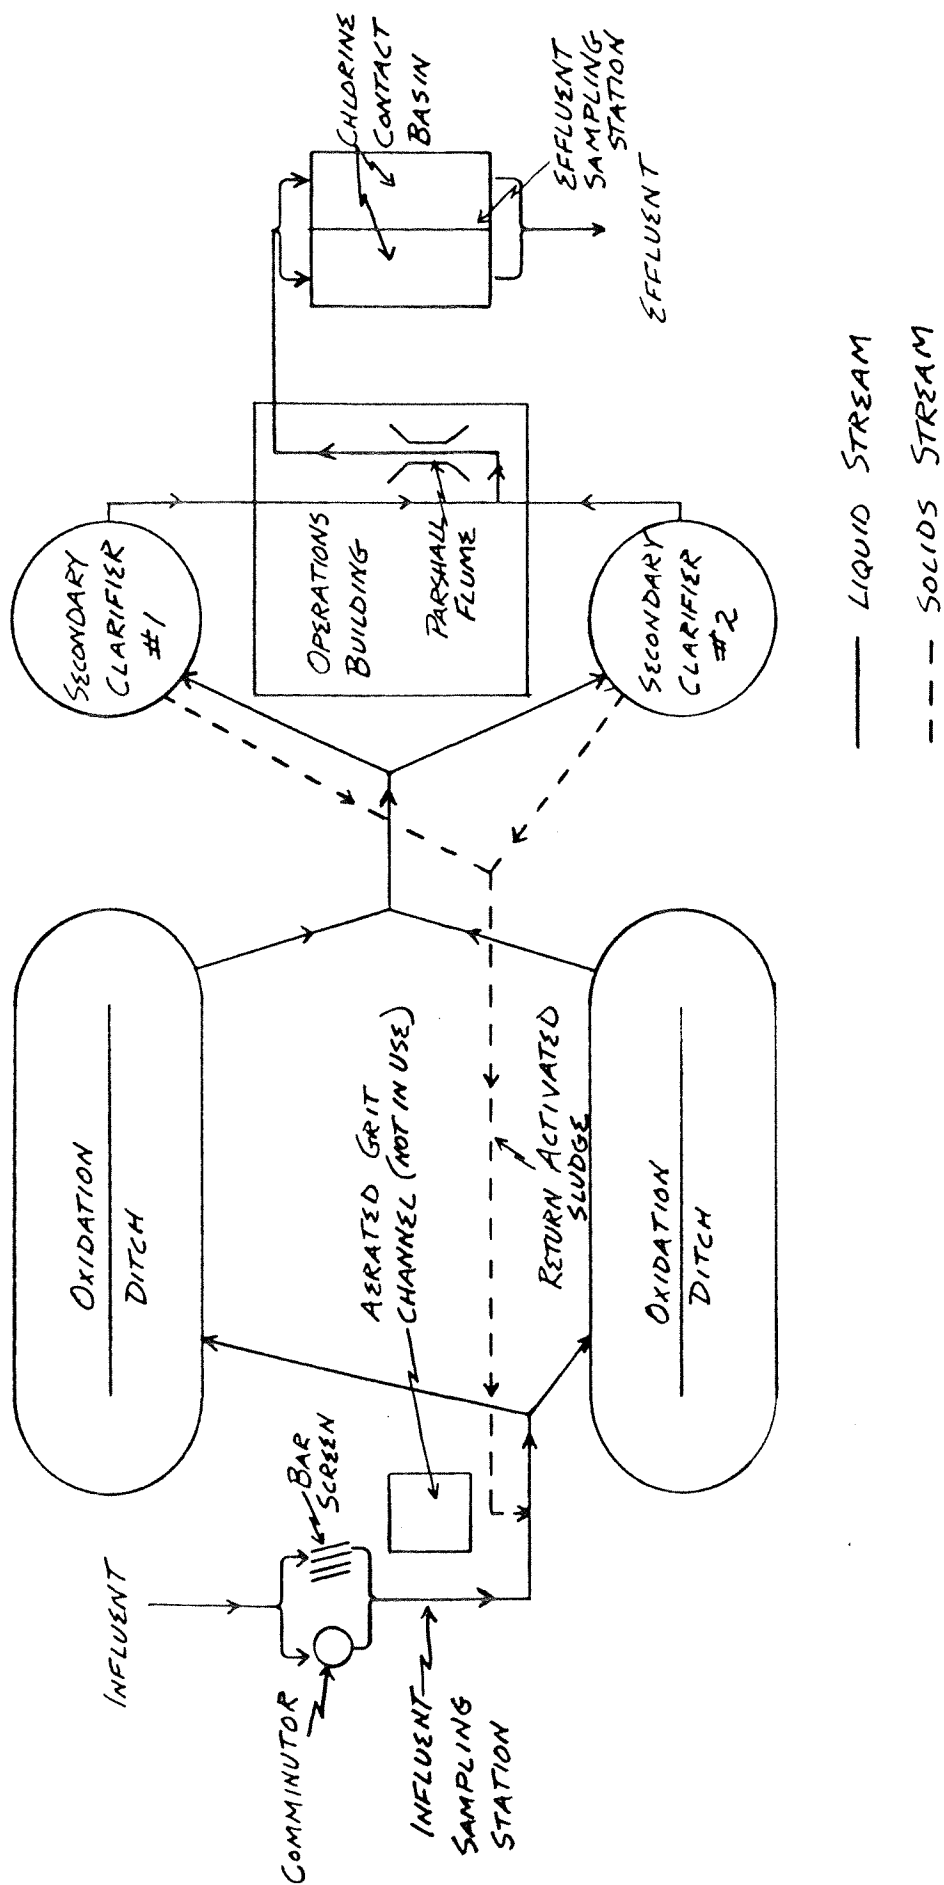 INFLUENT
COMMINUTOR
BAR
SCREEN
INFLUENT
SAMPLING
STATION
AERATED GRIT
CHANNEL (NOT IN USE)
OXIDATION
DITCH
OXIDATION
DITCH
RETURN ACTIVATED
SLUDGE
SECONDARY
CLARIFIER
#1
OPERATIONS
BUILDING
PARSHALL
FLUME
SECONDARY
CLARIFIER
#2
CHLORINE
CONTACT
BASIN
EFFLUENT
SAMPLING
STATION
EFFLUENT
LIQUID STREAM
SOLIDS STREAM